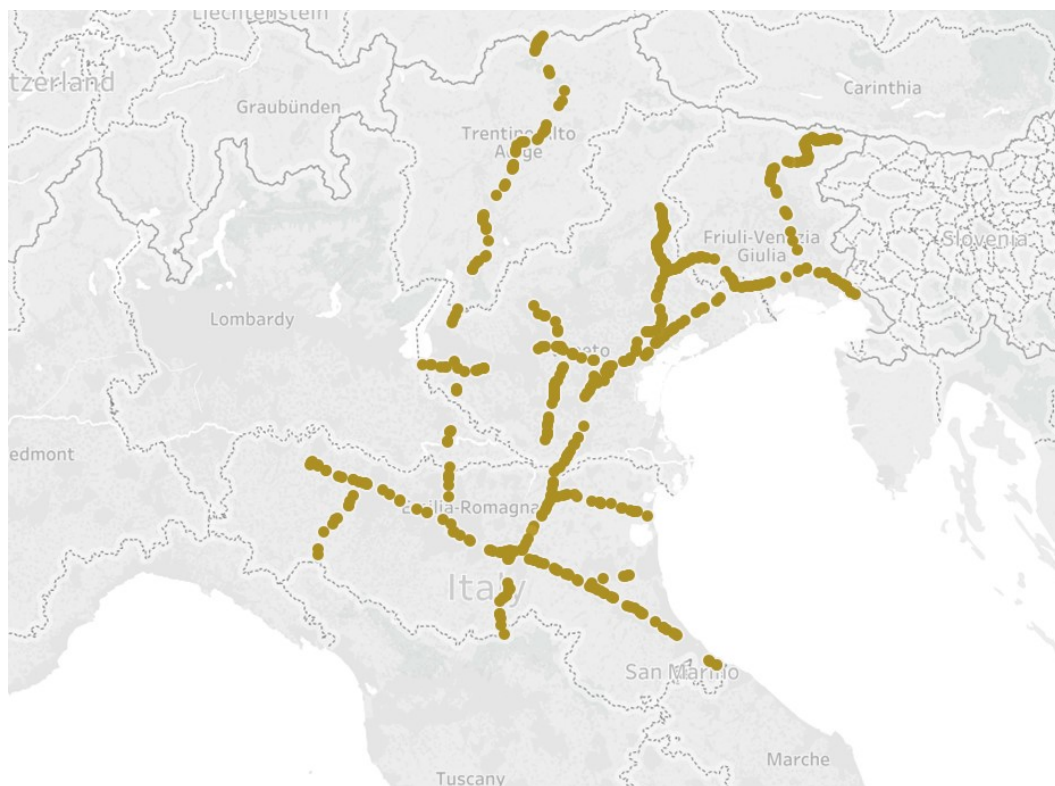 Liechtenstein
tzerland
Graubünden
Carinthia
Trentino-Alto
Adige
Friuli-Venezia
Giulia
Slovenia
Lombardy
edmont
Emilia-Romagna
Italy
San Marino
Marche
Tuscany